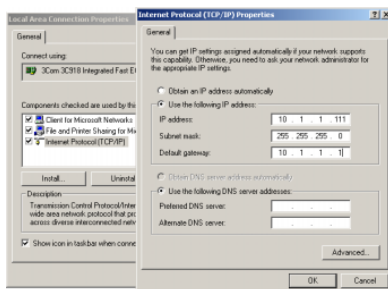 Local Area Connection Properties
General
Connect using:
3Com 3C918 Integrated Fast Et
Components checked are used by this
Client for Microsoft Networks
File and Printer Sharing for Mic
Internet Protocol (TCP/IP)
Install...
Uninstal
Description
Transmission Control Protocol/Inter
wide area network protocol that pro
across diverse interconnected netw
Show icon in taskbar when conne
Internet Protocol (TCP/IP) Properties
General
You can get IP settings assigned automatically if your network supports
this capability. Otherwise, you need to ask your network administrator for
the appropriate IP settings.
Obtain an IP address automatically
Use the following IP address:
IP address: 10 . 1 . 1 . 111
Subnet mask: 255 . 255 . 255 . 0
Default gateway: 10 . 1 . 1 . 1
Obtain DNS server address automatically
Use the following DNS server addresses:
Preferred DNS server: . . .
Alternate DNS server: . . .
Advanced...
OK
Cancel